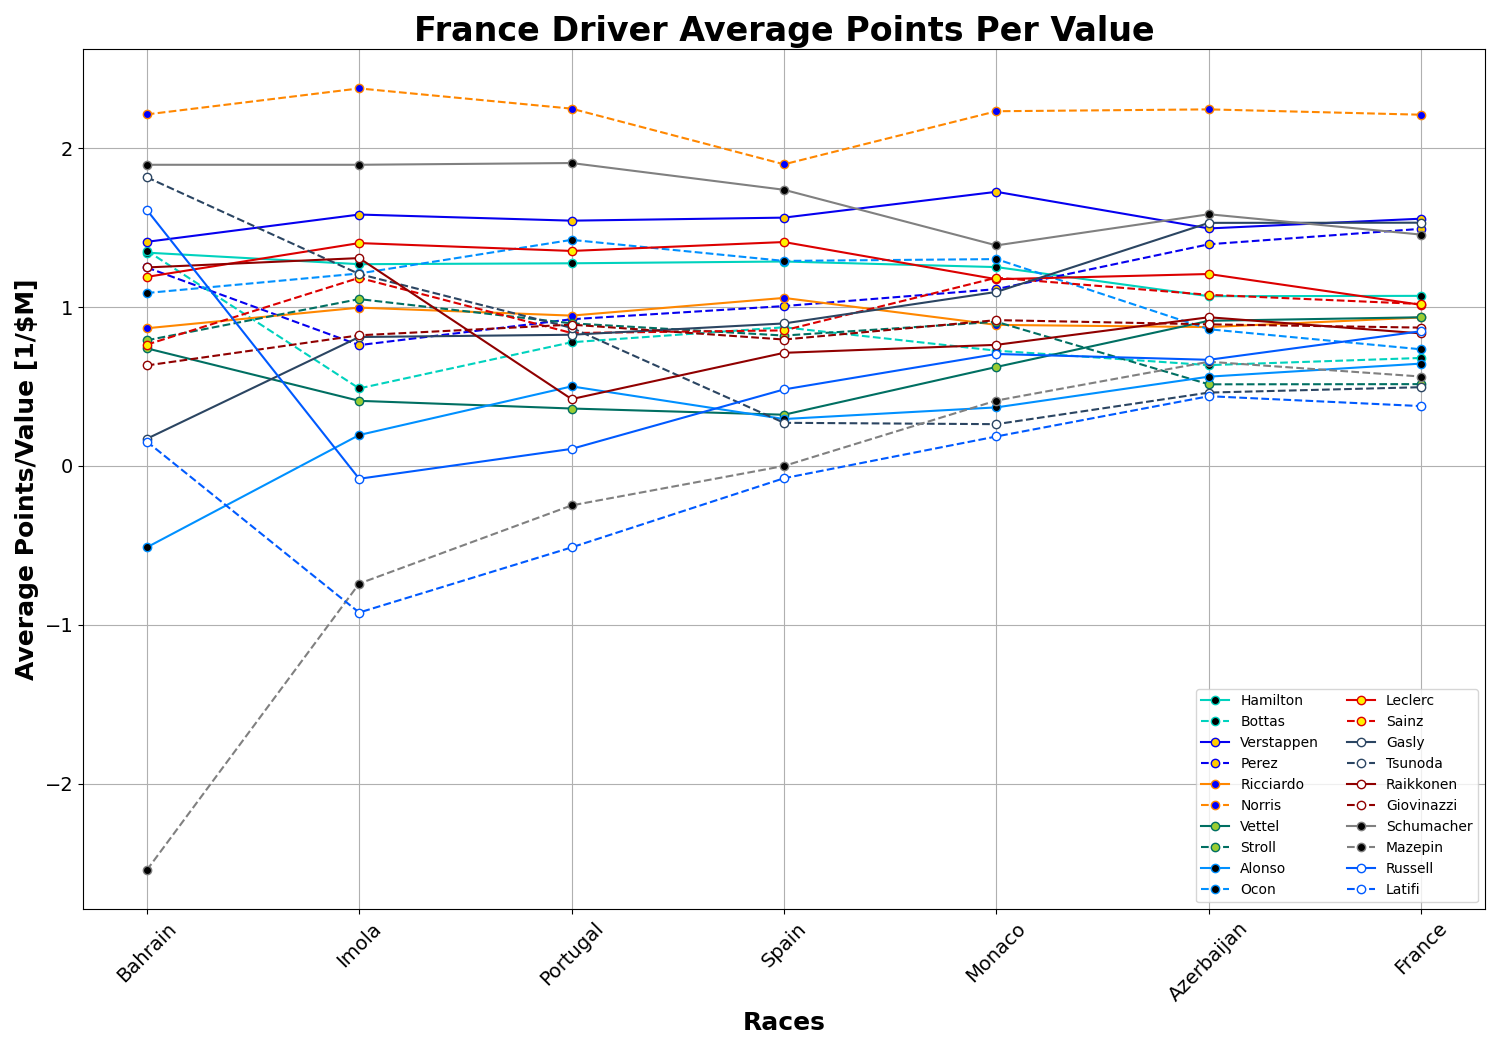 France Driver Average Points Per Value
Average Points/Value [1/$M]
2
1
0
−1
−2
Bahrain
Imola
Portugal
Spain
Monaco
Azerbaijan
France
Races
Hamilton
Bottas
Verstappen
Perez
Ricciardo
Norris
Vettel
Stroll
Alonso
Ocon
Leclerc
Sainz
Gasly
Tsunoda
Raikkonen
Giovinazzi
Schumacher
Mazepin
Russell
Latifi